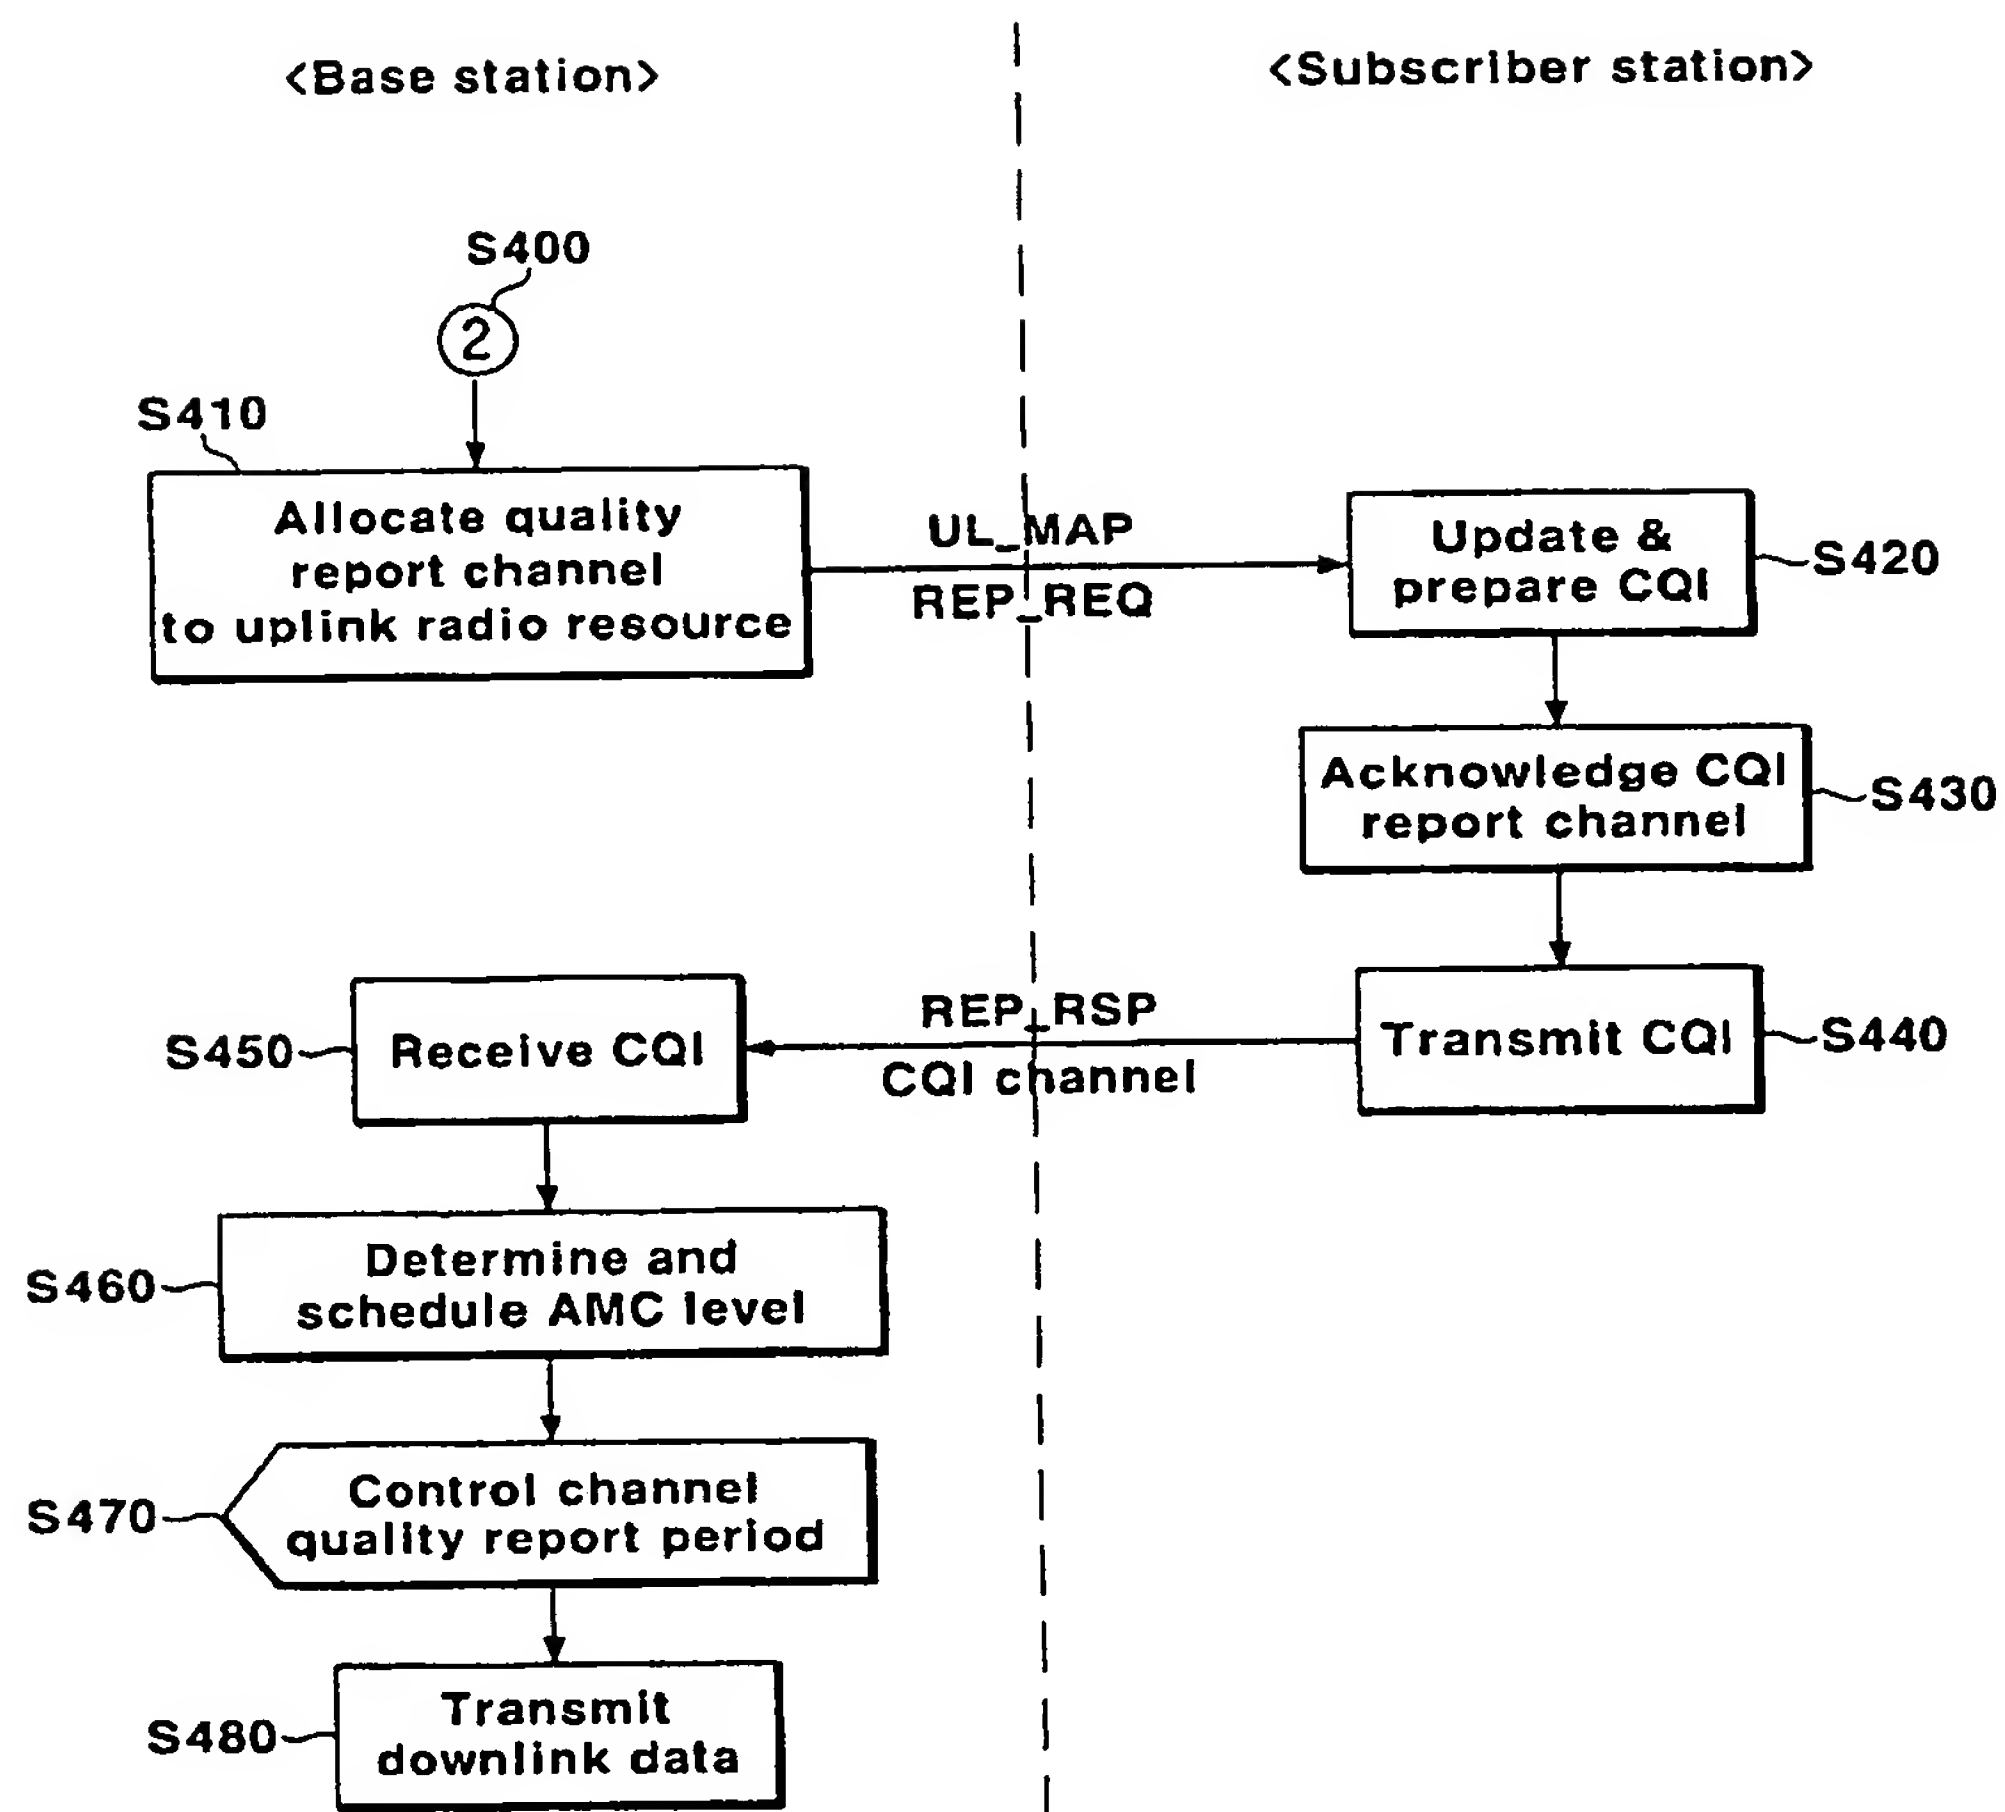 <Base station>
<Subscriber station>
S400
2
S410
Allocate quality
report channel
to uplink radio resource
UL_MAP
REP_REQ
Update &
prepare CQI
S420
Acknowledge CQI
report channel
S430
Transmit CQI
S440
REP_RSP
CQI channel
S450
Receive CQI
S460
Determine and
schedule AMC level
S470
Control channel
quality report period
S480
Transmit
downlink data